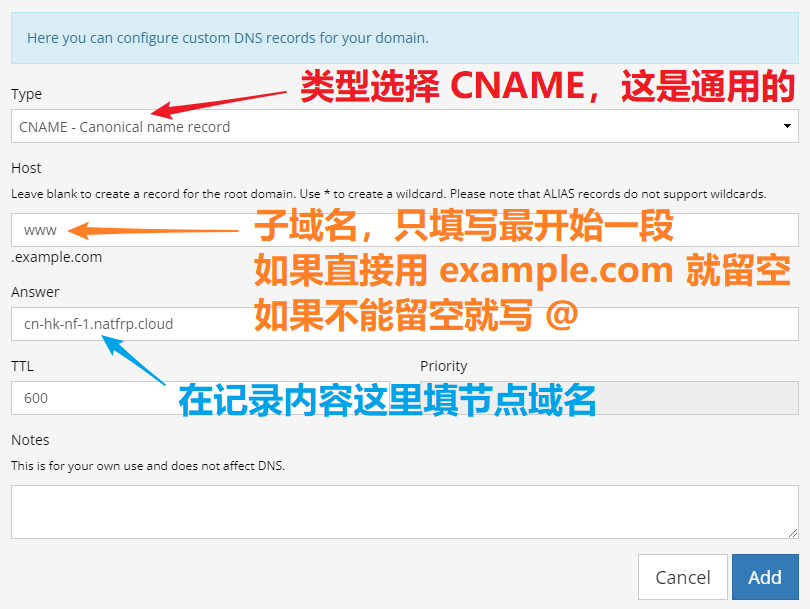 Here you can configure custom DNS records for your domain.
类型选择 CNAME，这是通用的
Type
CNAME - Canonical name record
Host
Leave blank to create a record for the root domain. Use * to create a wildcard. Please note that ALIAS records do not support wildcards.
www
子域名，只填写最开始一段
.example.com
如果直接用 example.com 就留空
Answer
如果不能留空就写 @
cn-hk-nf-1.natfrp.cloud
TTL
Priority
600
在记录内容这里填节点域名
Notes
This is for your own use and does not affect DNS.
Cancel
Add